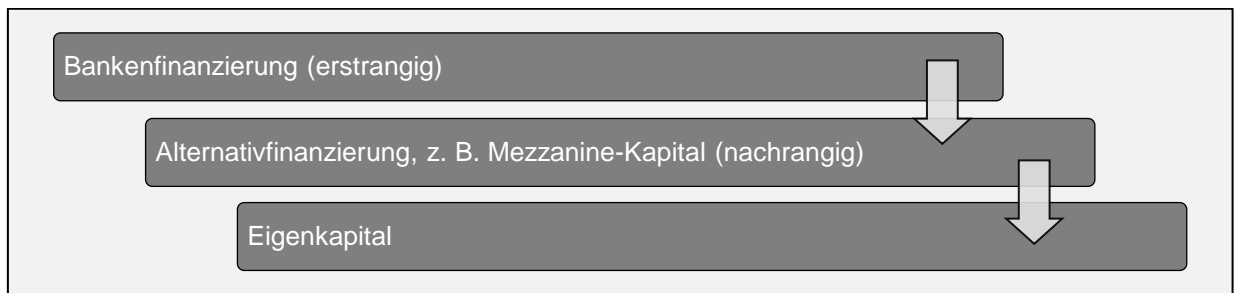 Bankenfinanzierung (erstrangig)
Alternativfinanzierung, z. B. Mezzanine-Kapital (nachrangig)
Eigenkapital